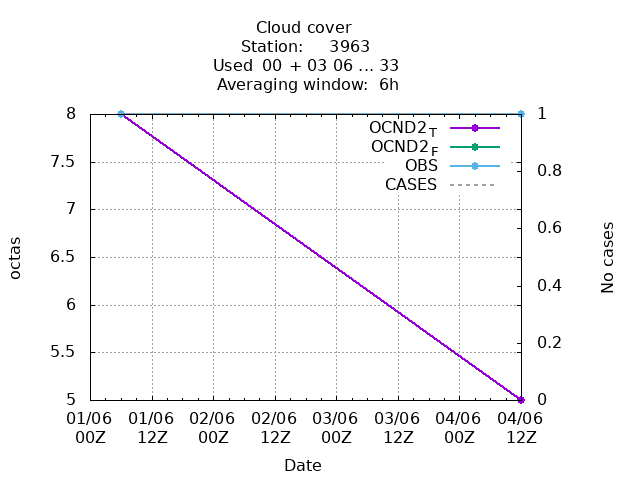 Cloud cover
Station: 3963
Used 00 + 03 06 ... 33
Averaging window: 6h
8
7.5
7
6.5
6
5.5
5
octas
1
0.8
0.6
0.4
0.2
0
No cases
OCND2 T
OCND2 F
OBS
CASES
01/06 01/06 02/06 02/06 03/06 03/06 04/06 04/06
00Z 12Z 00Z 12Z 00Z 12Z 00Z 12Z
Date